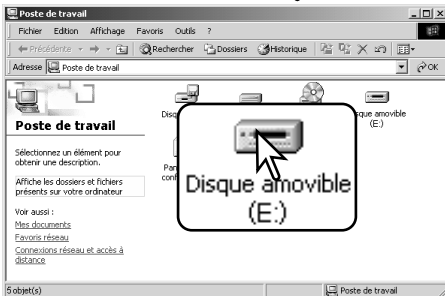 Poste de travail
Fichier Edition Affichage Favoris Outils ?
Précédente Rechercher Dossiers Historique
Adresse Poste de travail OK
Poste de travail
Sélectionnez un élément pour
obtenir une description.
Affiche les dossiers et fichiers
présents sur votre ordinateur
Voir aussi :
Mes documents
Favoris réseau
Connexions réseau et accès à
distance
Disque amovible
(E:)
Disque amovible
(E:)
5 objet(s)
Poste de travail